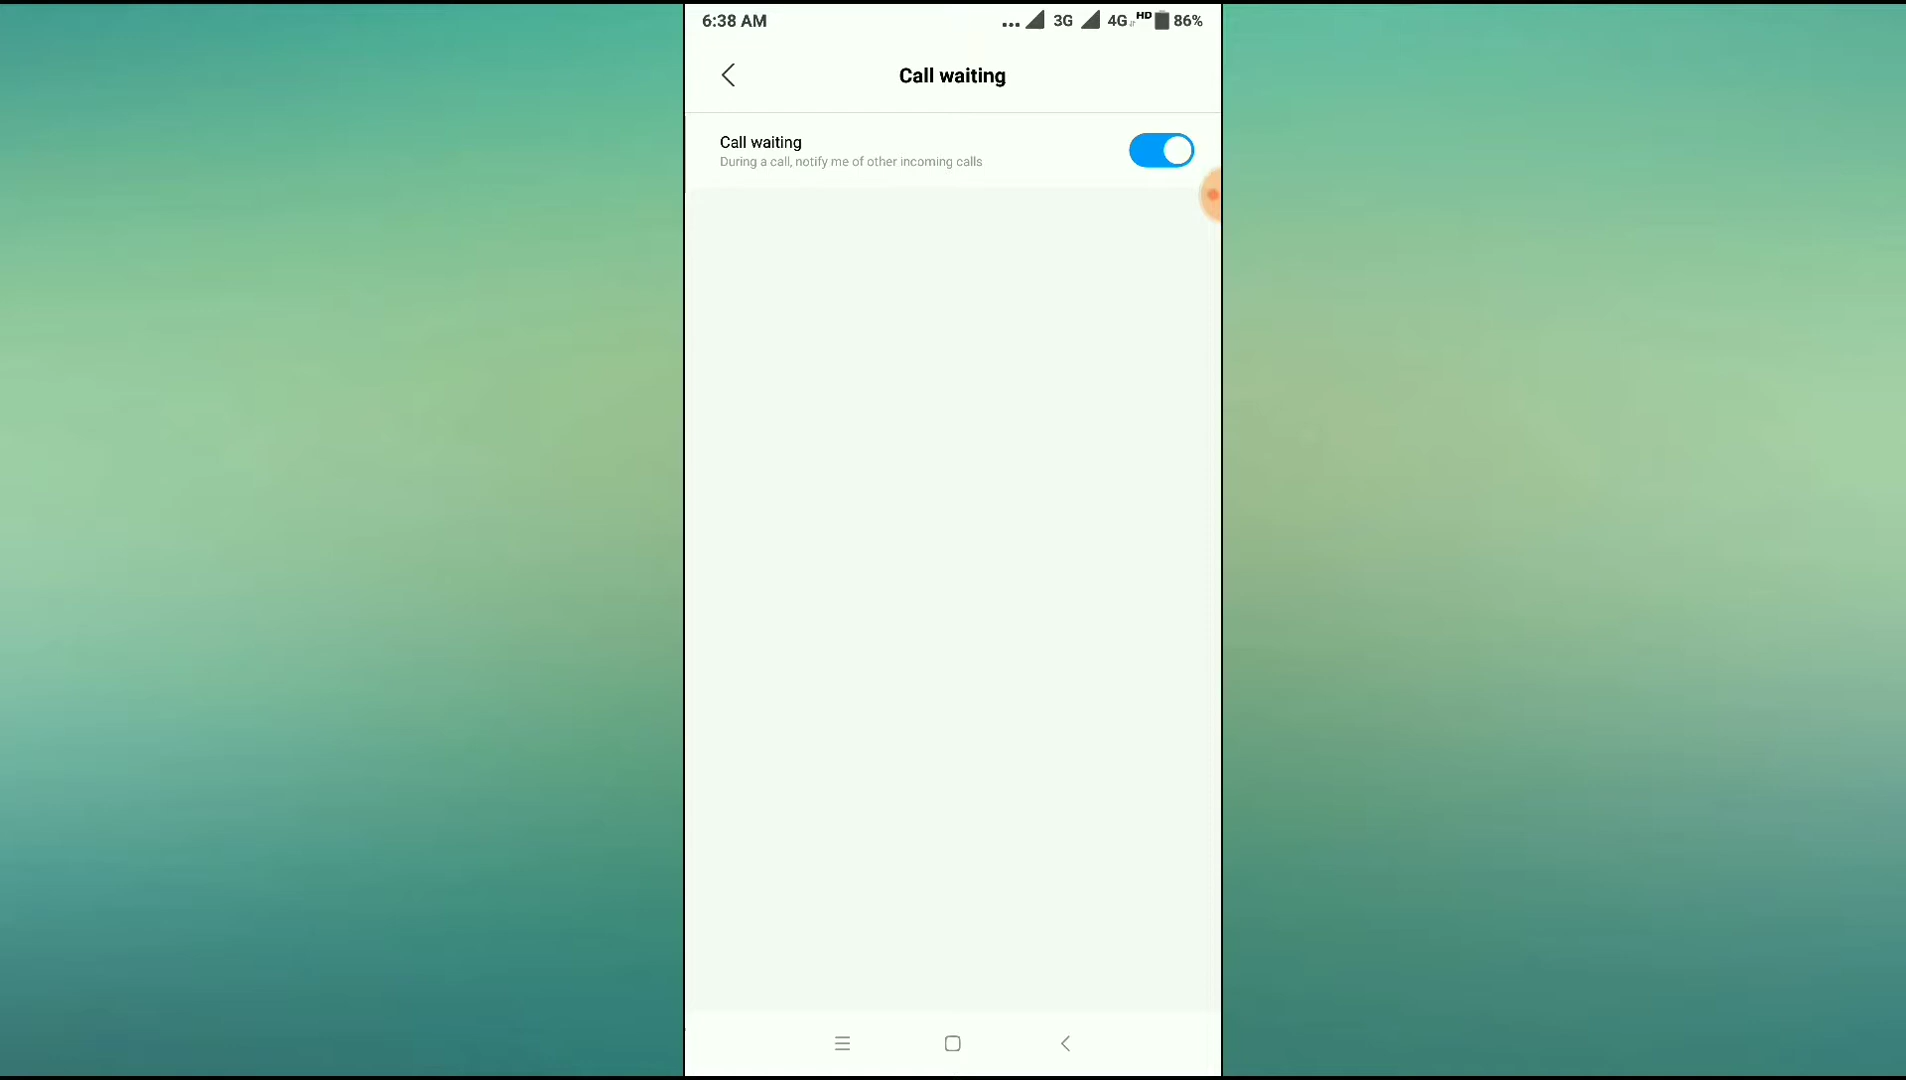 6:38 AM ... 3G 4G HD 86%
Call waiting
Call waiting
During a call, notify me of other incoming calls